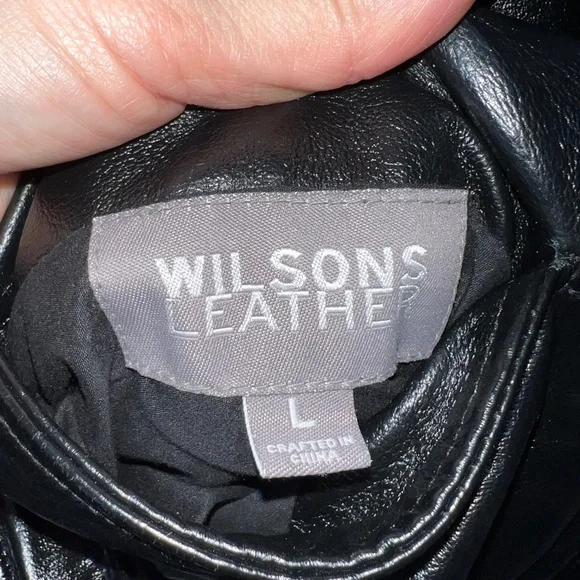 WILSONS
LEATHER
L
CRAFTED IN
CHINA